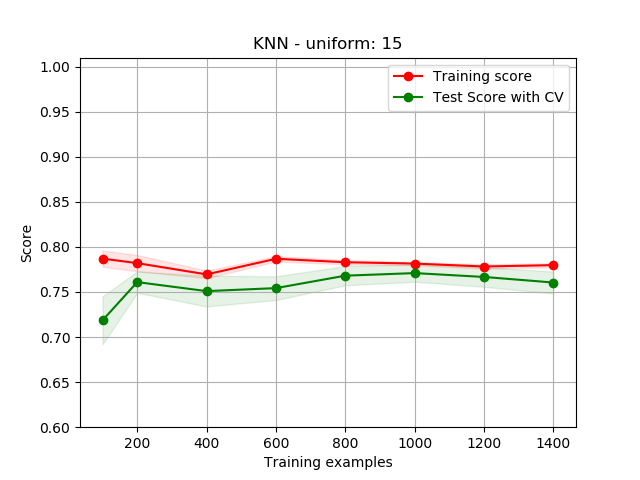 KNN - uniform: 15
Training score
Test Score with CV
1.00
0.95
0.90
0.85
0.80
0.75
0.70
0.65
0.60
Score
200 400 600 800 1000 1200 1400
Training examples